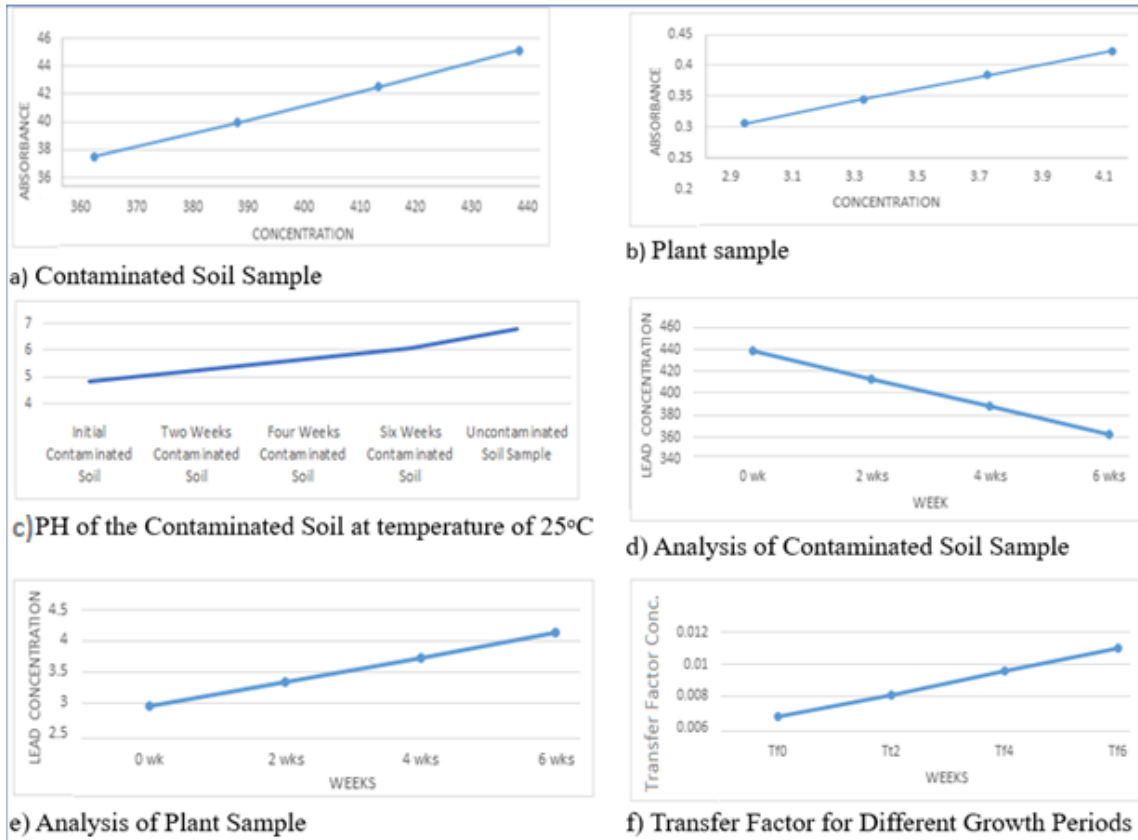 46
44
42
40
38
36
ABSORBANCE
360 370 380 390 400 410 420 430 440
CONCENTRATION
a) Contaminated Soil Sample
0.45
0.4
0.35
0.3
0.25
0.2
ABSORBANCE
2.9 3.1 3.3 3.5 3.7 3.9 4.1
CONCENTRATION
b) Plant sample
7
6
5
4
Initial Two Weeks Four Weeks Six Weeks Uncontaminated
Contaminated Contaminated Contaminated Contaminated Soil Sample
Soil Soil Soil Soil
c) PH of the Contaminated Soil at temperature of 25°C
460
440
420
400
380
360
340
LEAD CONCENTRATION
0 wk 2 wks 4 wks 6 wks
WEEK
d) Analysis of Contaminated Soil Sample
4.5
4
3.5
3
2.5
LEAD CONCENTRATION
0 wk 2 wks 4 wks 6 wks
WEEKS
e) Analysis of Plant Sample
0.012
0.01
0.008
0.006
Transfer Factor Conc.
Tf0 Tt2 Tf4 Tf6
WEEKS
f) Transfer Factor for Different Growth Periods